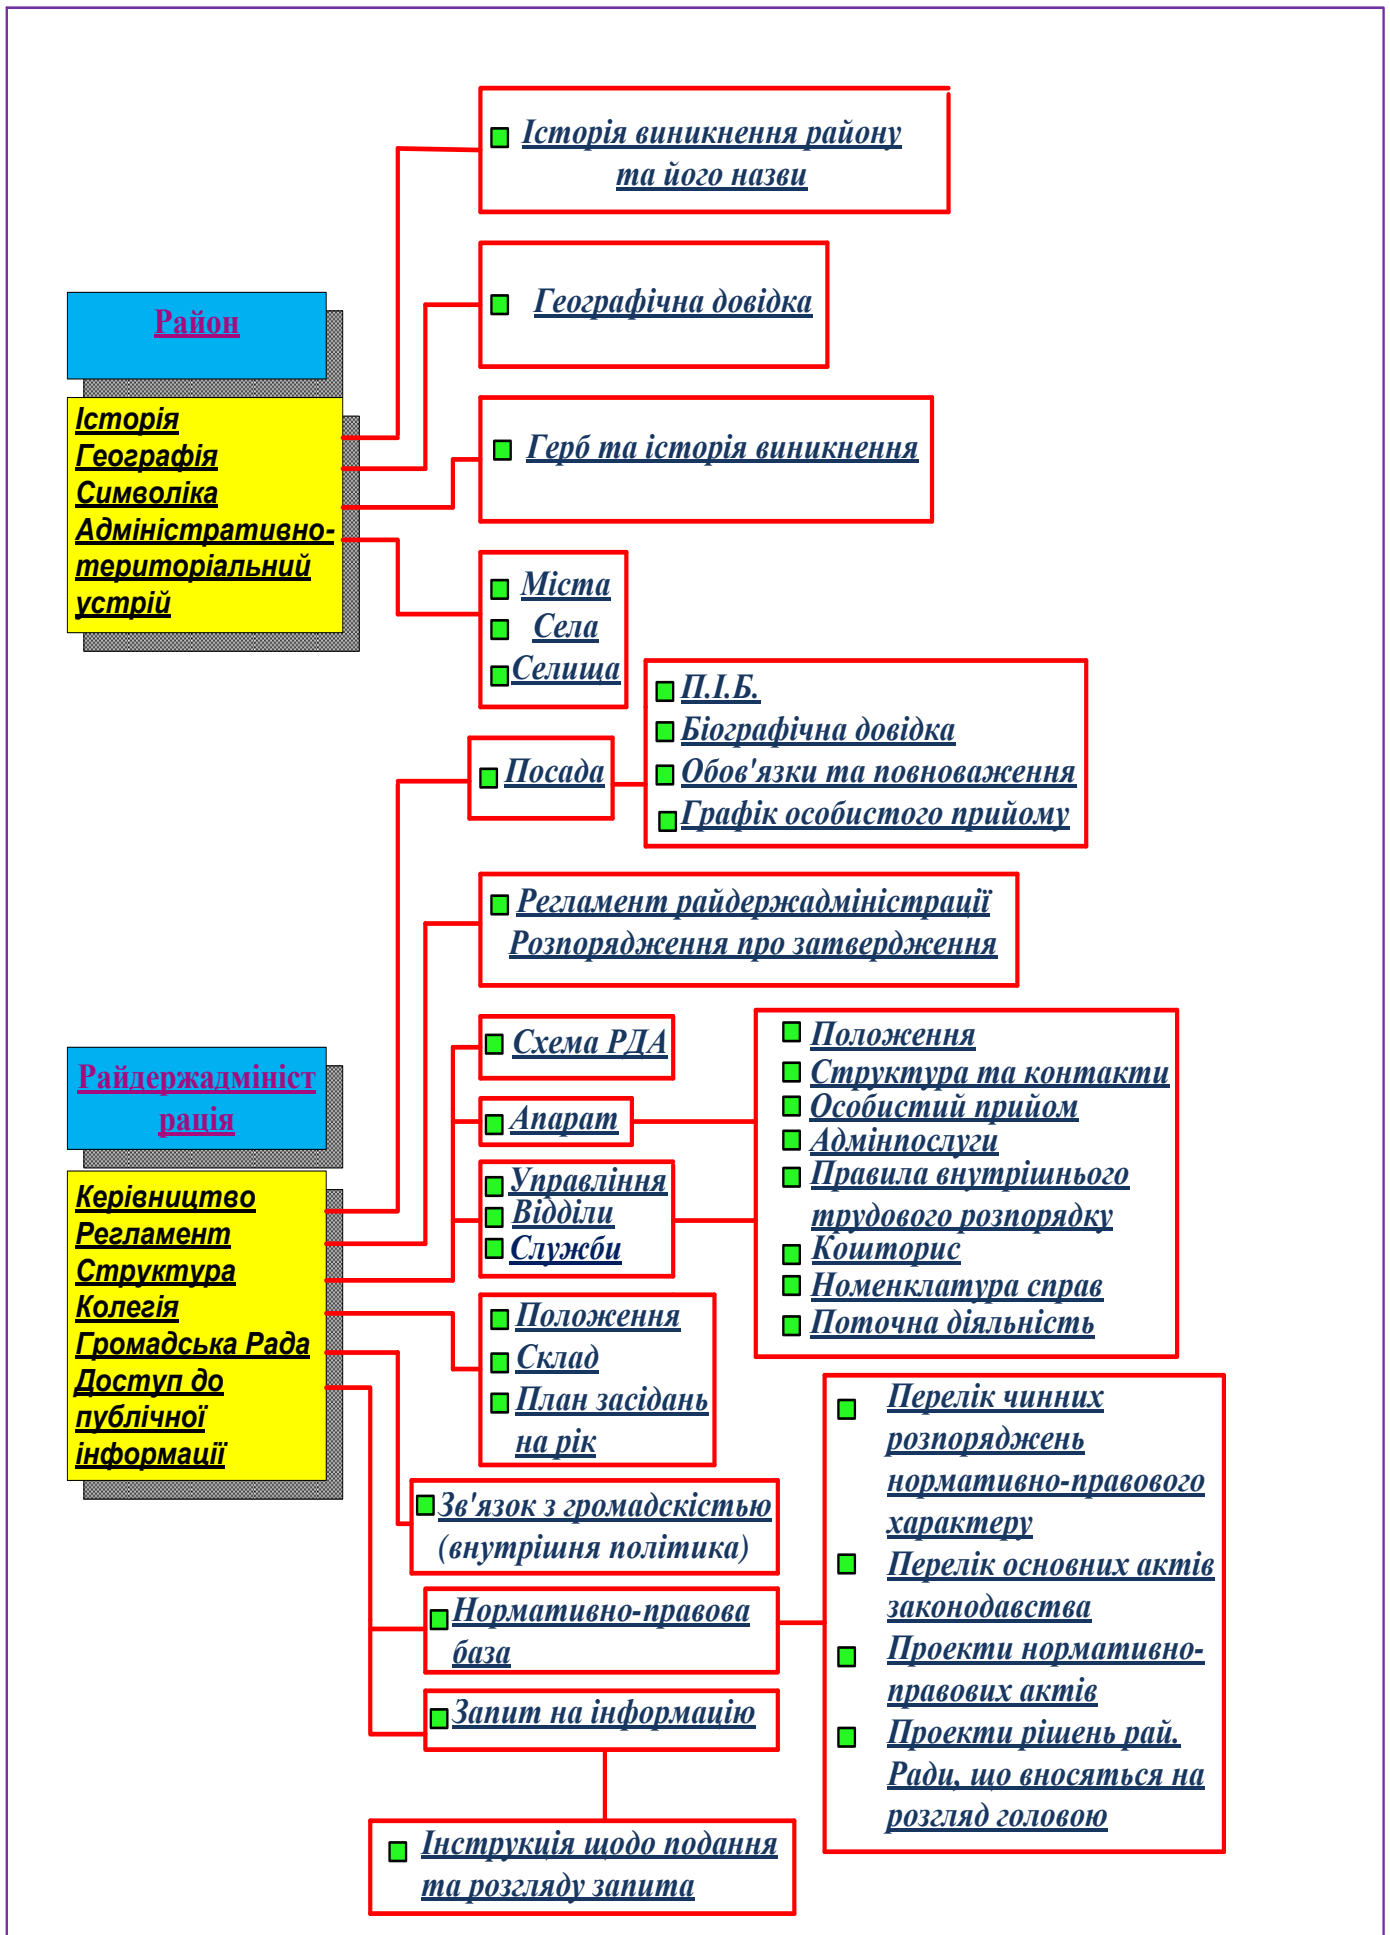 Історія виникнення району
та його назви
Географічна довідка
Район
Історія
Географія
Символіка
Адміністративно-
територіальний
устрій
Герб та історія виникнення
Міста
Села
Селища
П.І.Б.
Біографічна довідка
Обов'язки та повноваження
Графік особистого прийому
Посада
Регламент райдержадміністрації
Розпорядження про затвердження
Райдержадмініст
рація
Керівництво
Регламент
Структура
Колегія
Громадська Рада
Доступ до
публічної
інформації
Схема РДА
Апарат
Управління
Відділи
Служби
Положення
Структура та контакти
Особистий прийом
Адмінпослуги
Правила внутрішнього
трудового розпорядку
Кошторис
Номенклатура справ
Поточна діяльність
Положення
Склад
План засідань
на рік
Зв'язок з громадскістью
(внутрішня політика)
Нормативно-правова
база
Запит на інформацію
Перелік чинних
розпоряджень
нормативно-правового
характеру
Перелік основних актів
законодавства
Проекти нормативно-
правових актів
Проекти рішень рай.
Ради, що вносяться на
розгляд головою
Інструкція щодо подання
та розгляду запита